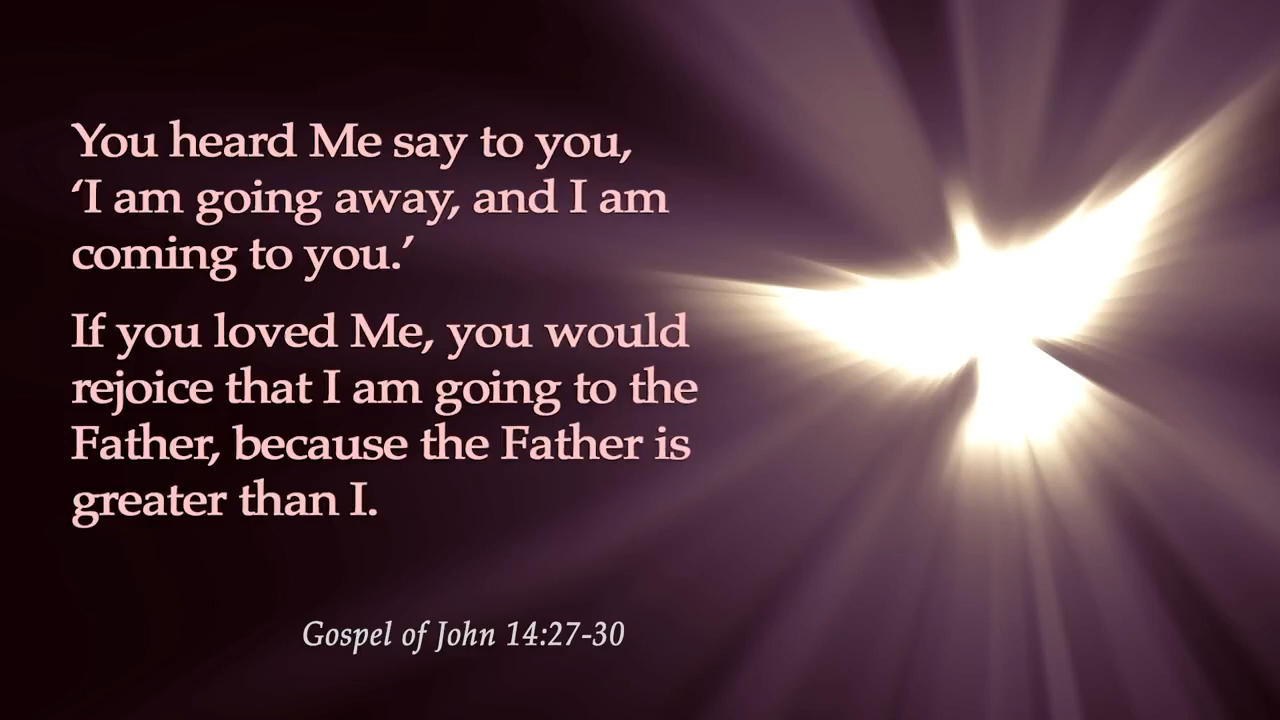 You heard Me say to you,
‘I am going away, and I am
coming to you.’
If you loved Me, you would
rejoice that I am going to the
Father, because the Father is
greater than I.
Gospel of John 14:27-30